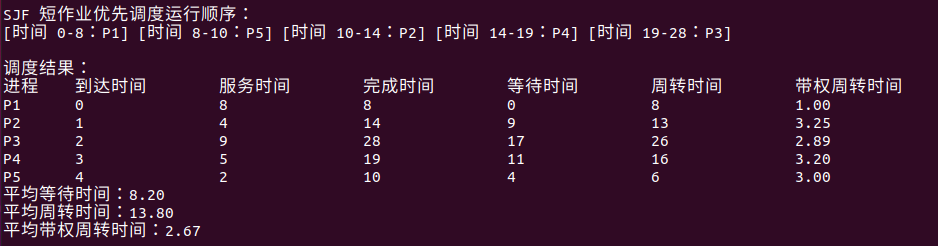 SJF 短作业优先调度运行顺序：
[时间 0-8：P1] [时间 8-10：P5] [时间 10-14：P2] [时间 14-19：P4] [时间 19-28：P3]
调度结果：
进程 到达时间 服务时间 完成时间 等待时间 周转时间 带权周转时间
P1 0 8 8 0 8 1.00
P2 1 4 14 9 13 3.25
P3 2 9 28 17 26 2.89
P4 3 5 19 11 16 3.20
P5 4 2 10 4 6 3.00
平均等待时间：8.20
平均周转时间：13.80
平均带权周转时间：2.67